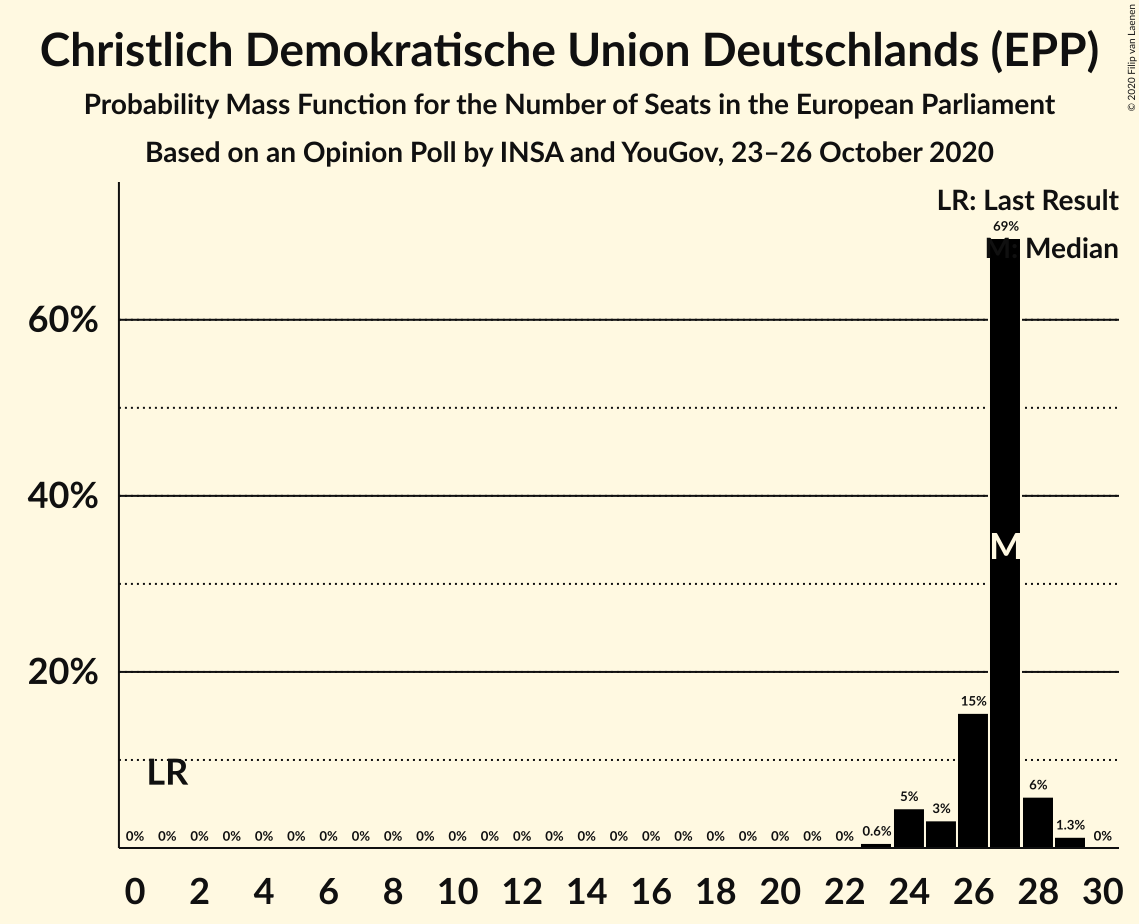 Christlich Demokratische Union Deutschlands (EPP)
Probability Mass Function for the Number of Seats in the European Parliament
Based on an Opinion Poll by INSA and YouGov, 23–26 October 2020
© 2020 Filip van Laenen
LR: Last Result
69%
M: Median
60%
40%
M
20%
15%
LR
5%
3%
6%
0% 0% 0% 0% 0% 0% 0% 0% 0% 0% 0% 0% 0% 0% 0% 0% 0% 0% 0% 0% 0% 0% 0% 0.6% 1.3% 0%
0 2 4 6 8 10 12 14 16 18 20 22 24 26 28 30